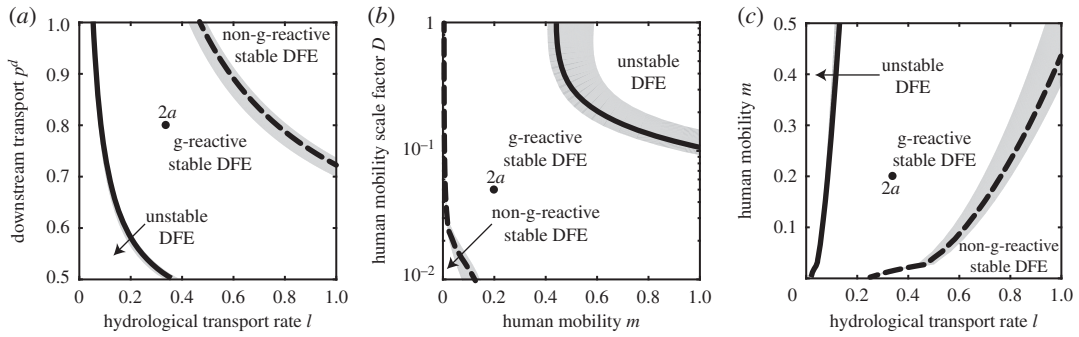 (a)
downstream transport p^d
1.0
0.9
0.8
0.7
0.6
0.5
non-g-reactive
stable DFE
2a
g-reactive
stable DFE
unstable
DFE
0
0.2
0.4
0.6
0.8
1.0
hydrological transport rate l
(b)
human mobility scale factor D
1
10^-1
10^-2
unstable
DFE
g-reactive
stable DFE
2a
non-g-reactive
stable DFE
0
0.2
0.4
0.6
0.8
1.0
human mobility m
(c)
human mobility m
0.5
0.4
0.3
0.2
0.1
0
unstable
DFE
g-reactive
stable DFE
2a
non-g-reactive
stable DFE
0.2
0.4
0.6
0.8
1.0
hydrological transport rate l